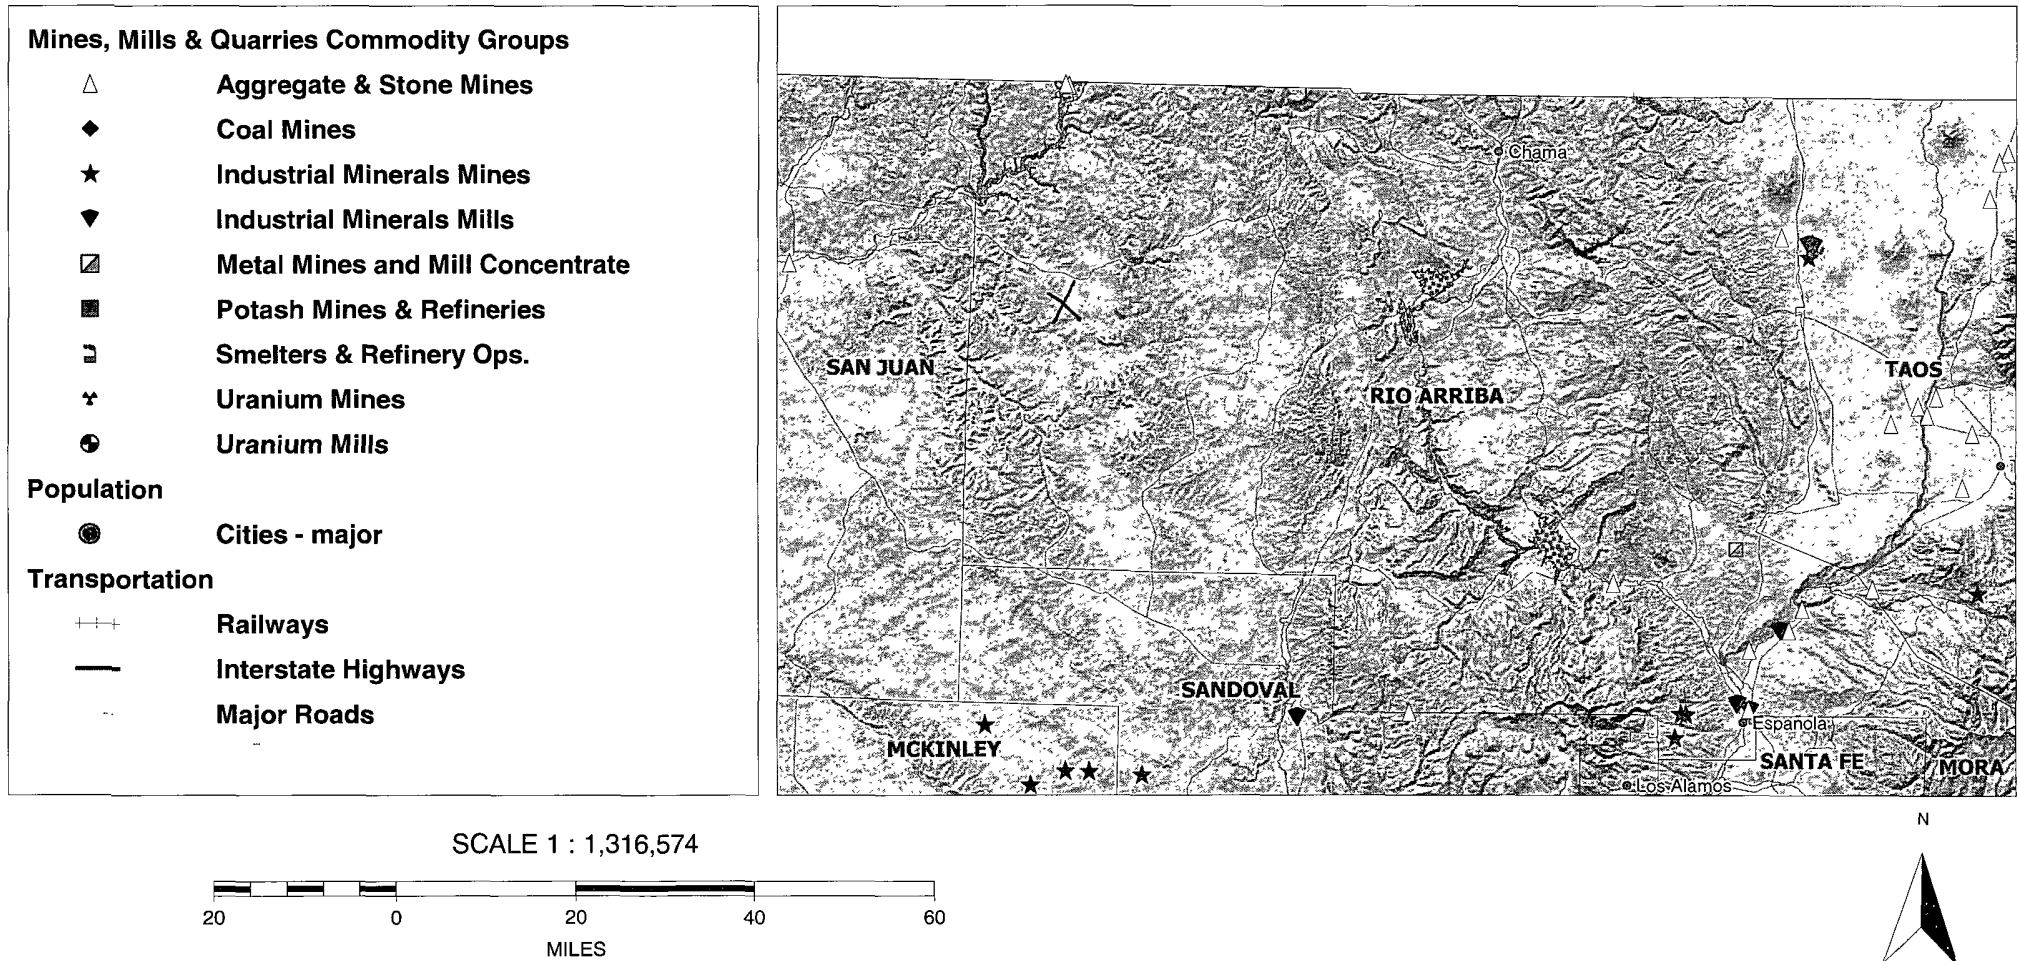 Mines, Mills & Quarries Commodity Groups
Aggregate & Stone Mines
Coal Mines
Industrial Minerals Mines
Industrial Minerals Mills
Metal Mines and Mill Concentrate
Potash Mines & Refineries
Smelters & Refinery Ops.
Uranium Mines
Uranium Mills
Population
Cities - major
Transportation
Railways
Interstate Highways
Major Roads
Chama
SAN JUAN
TAOS
RIO ARRIBA
SANDOVAL
Española
MCKINLEY
SANTA FE
MORA
Los Alamos
SCALE 1 : 1,316,574
20 0 20 40 60
MILES
N